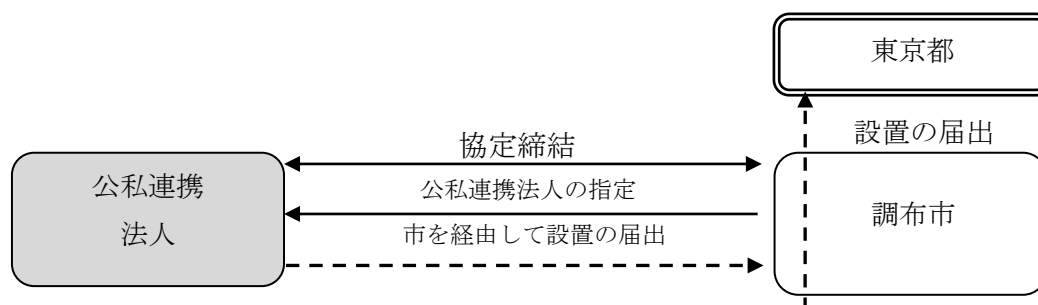 東京都
設置の届出
協定締結
公私連携
法人
公私連携法人の指定
調布市
市を経由して設置の届出